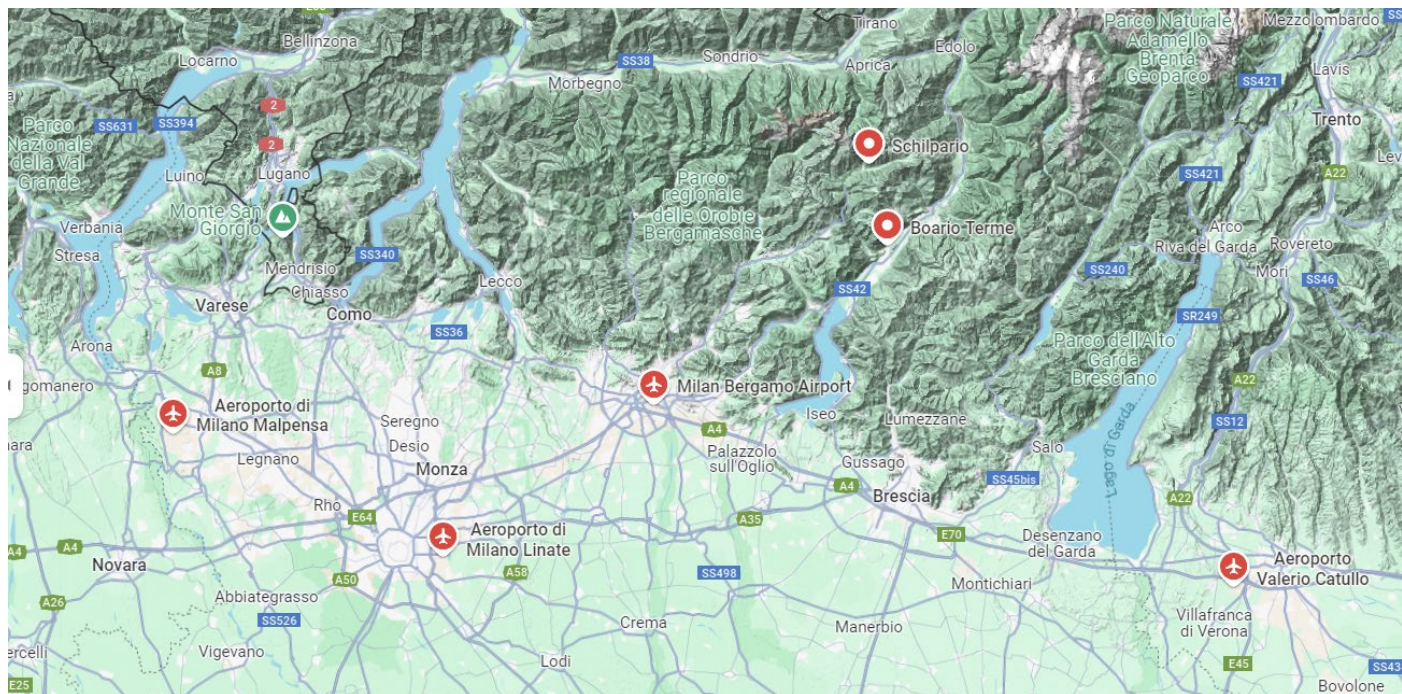 Bellinzona
Locarno
Tirano
Parco Naturale
Adamello
Brenta
Geoparco
Mezzolombardo
Edolo
Sondrio
SS38
Aprica
Morbegno
Lavis
SS421
2
SS631
SS394
Parco
Nazionale
della Val
Grande
2
Schilpario
Trento
Luino
Lugano
Parco
regionale
delle Orobie
Bergamasche
SS421
A22
Monte San
Giorgio
Verbania
Stresa
Boario Terme
Arco
Riva del Garda
Rovereto
Mori
SS340
Mendrisio
Chiasso
Lecco
SS42
SS240
SS46
Varese
Como
SS36
SR249
Arona
Parco dell'Alto
Garda
Bresciano
A8
Milan Bergamo Airport
A22
gomanero
Aeroporto di
Milano Malpensa
Seregno
Desio
Iseo
Lumezzane
Lago di Garda
SS12
A4
Legnano
Monza
Palazzolo
sull'Oglio
Gussago
Salo
SS45bis
A4
Brescia
A22
Rho
E64
A35
Aeroporto di
Milano Linate
E70
Desenzano
del Garda
A4
A4
Novara
A50
A58
SS498
Montichiari
Aeroporto
Valerio Catullo
Abbiategrasso
A26
SS526
Crema
Manerbio
Villafranca
di Verona
Vigevano
Lodi
E45
E25
Bovolone